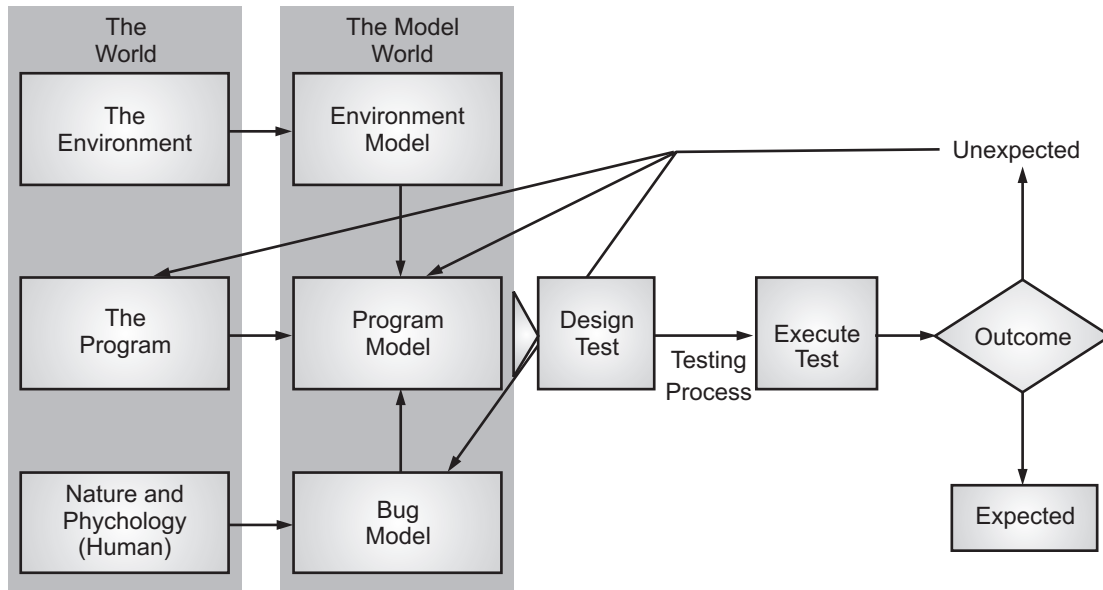 The
World
The Model
World
The
Environment
Environment
Model
Unexpected
The
Program
Program
Model
Design
Test
Testing
Process
Execute
Test
Outcome
Nature and
Phychology
(Human)
Bug
Model
Expected